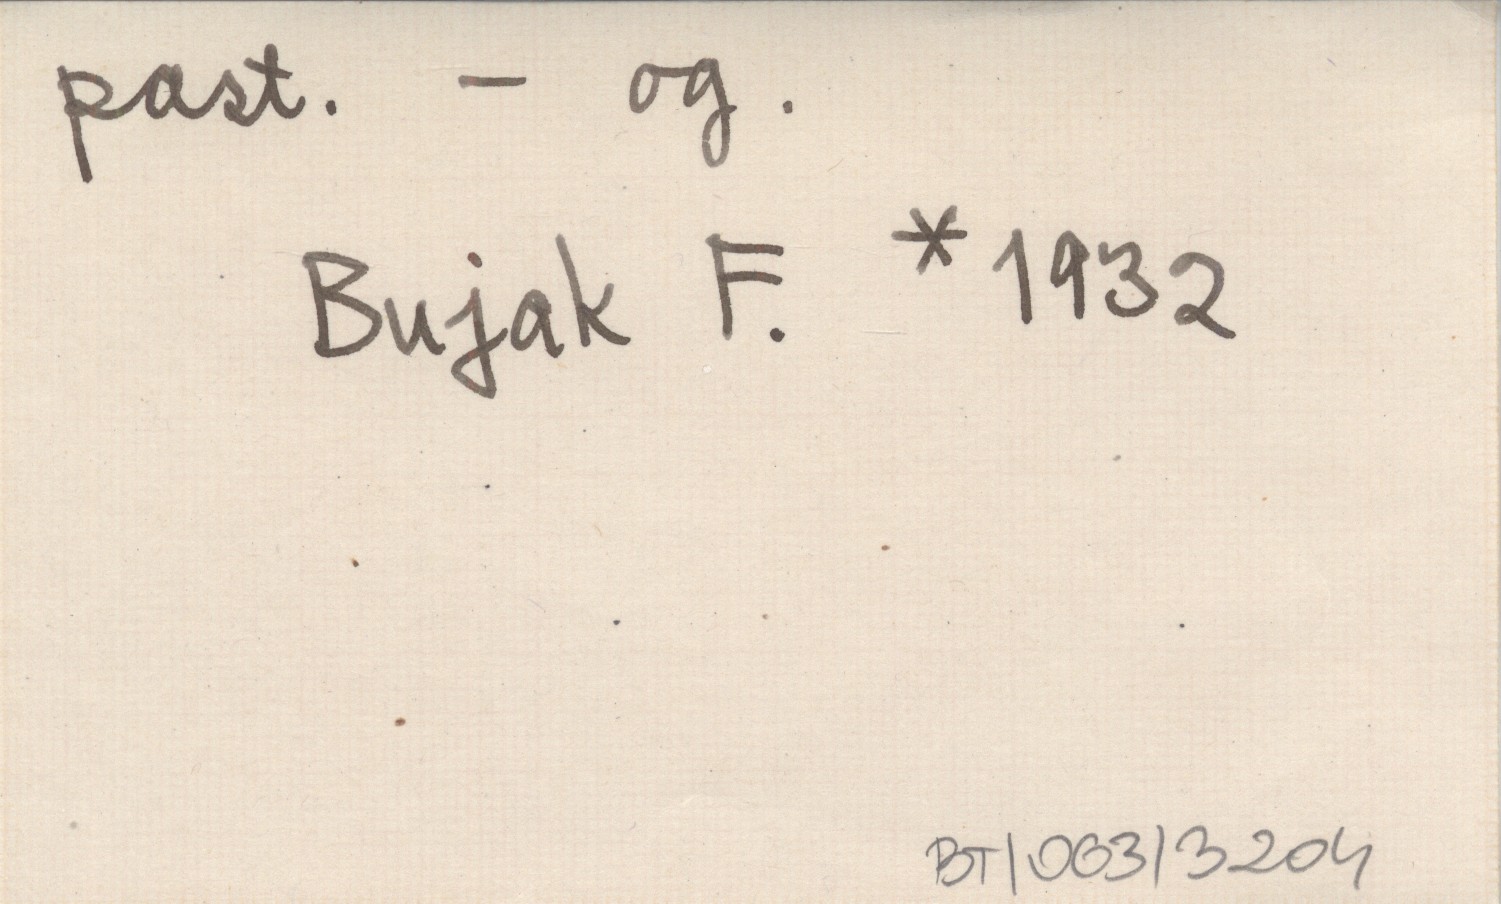 past. - og.
Bujak F. *1932
BT/063/3204